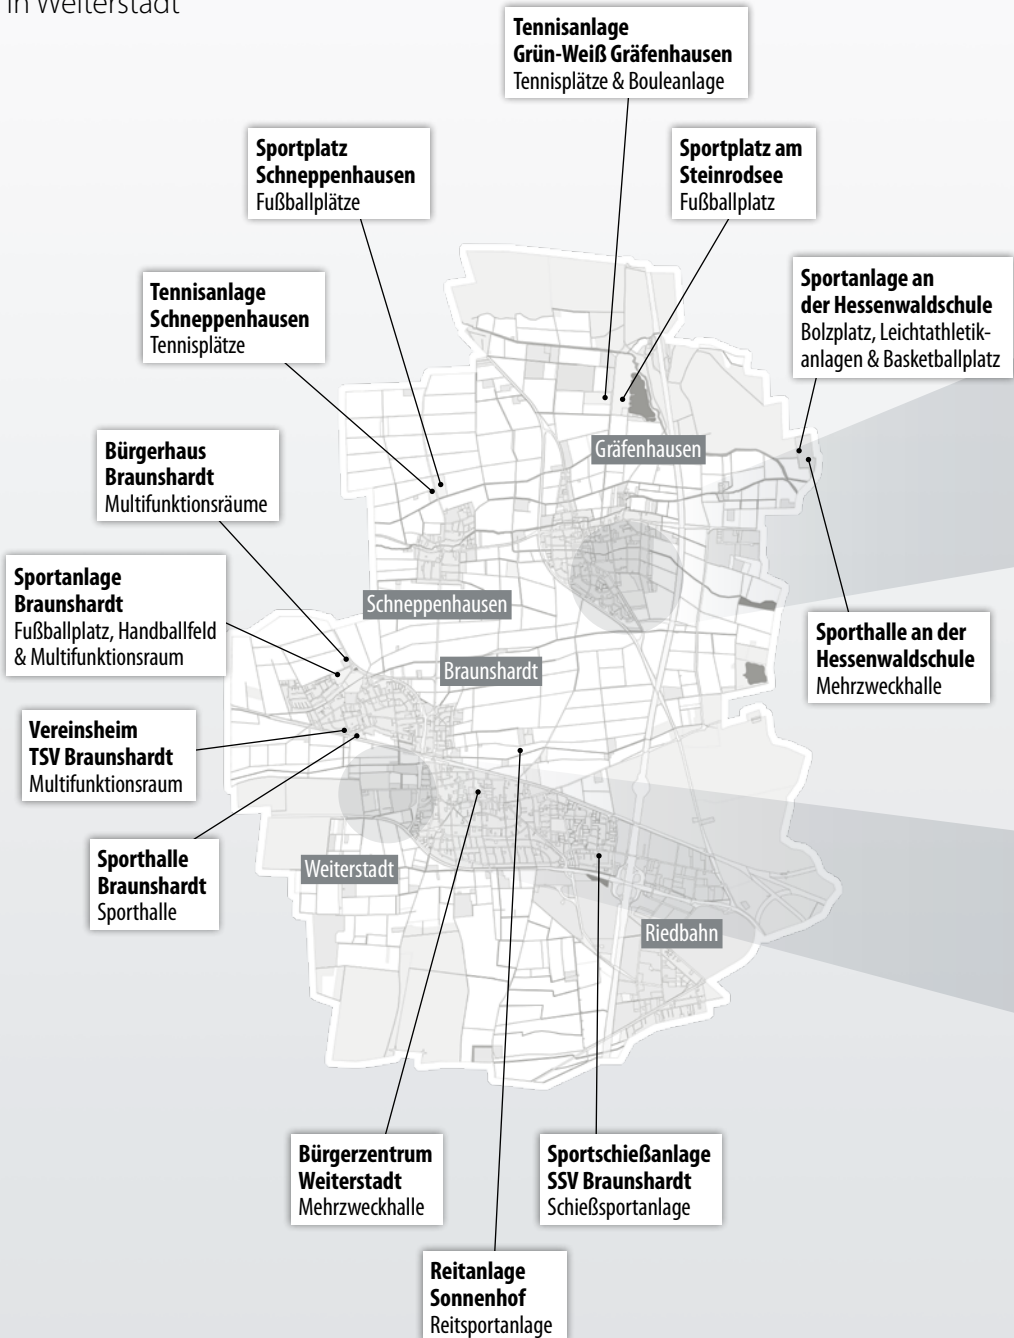 in Weiterstadt
Tennisanlage
Grün-Weiß Gräfenhausen
Tennisplätze & Bouleanlage
Sportplatz
Schneppenhausen
Fußballplätze
Sportplatz am
Steinrodsee
Fußballplatz
Sportanlage an
der Hessenwaldschule
Bolzplatz, Leichtathletik-
anlagen & Basketballplatz
Tennisanlage
Schneppenhausen
Tennisplätze
Bürgerhaus
Braunshardt
Multifunktionsräume
Gräfenhausen
Sportanlage
Braunshardt
Fußballplatz, Handballfeld
& Multifunktionsraum
Schneppenhausen
Sporthalle an der
Hessenwaldschule
Mehrzweckhalle
Braunshardt
Vereinsheim
TSV Braunshardt
Multifunktionsraum
Sporthalle
Braunshardt
Sporthalle
Weiterstadt
Riedbahn
Bürgerzentrum
Weiterstadt
Mehrzweckhalle
Sportschießanlage
SSV Braunshardt
Schießsportanlage
Reitanlage
Sonnenhof
Reitsportanlage